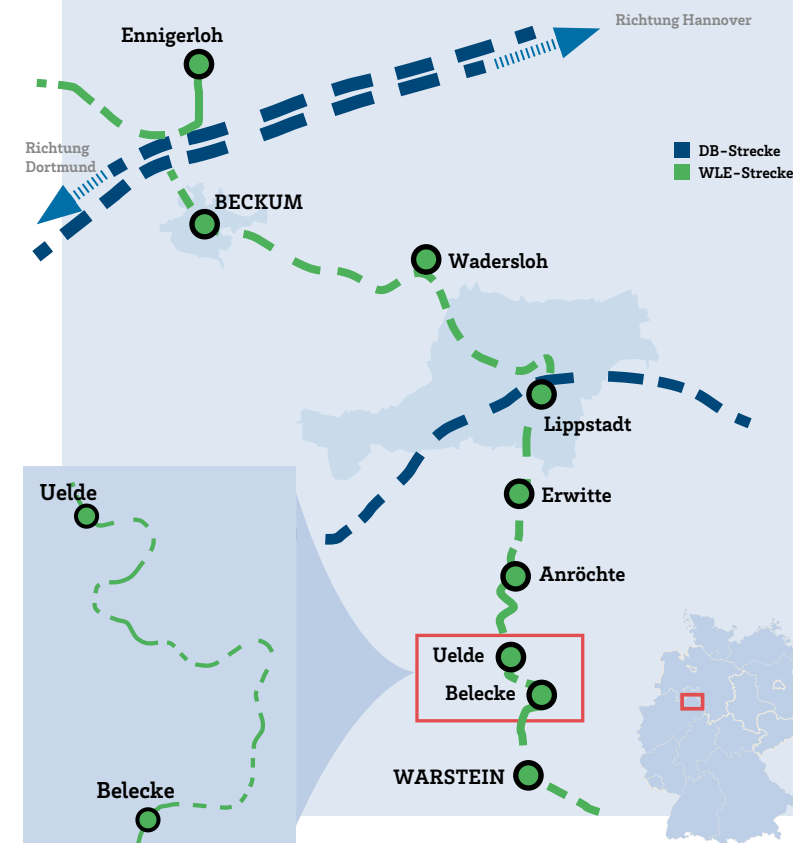 Richtung Hannover
Ennigerloh
Richtung
Dortmund
DB-Strecke
WLE-Strecke
BECKUM
Wadersloh
Lippstadt
Uelde
Erwitte
Anröchte
Uelde
Belecke
WARSTEIN
Belecke